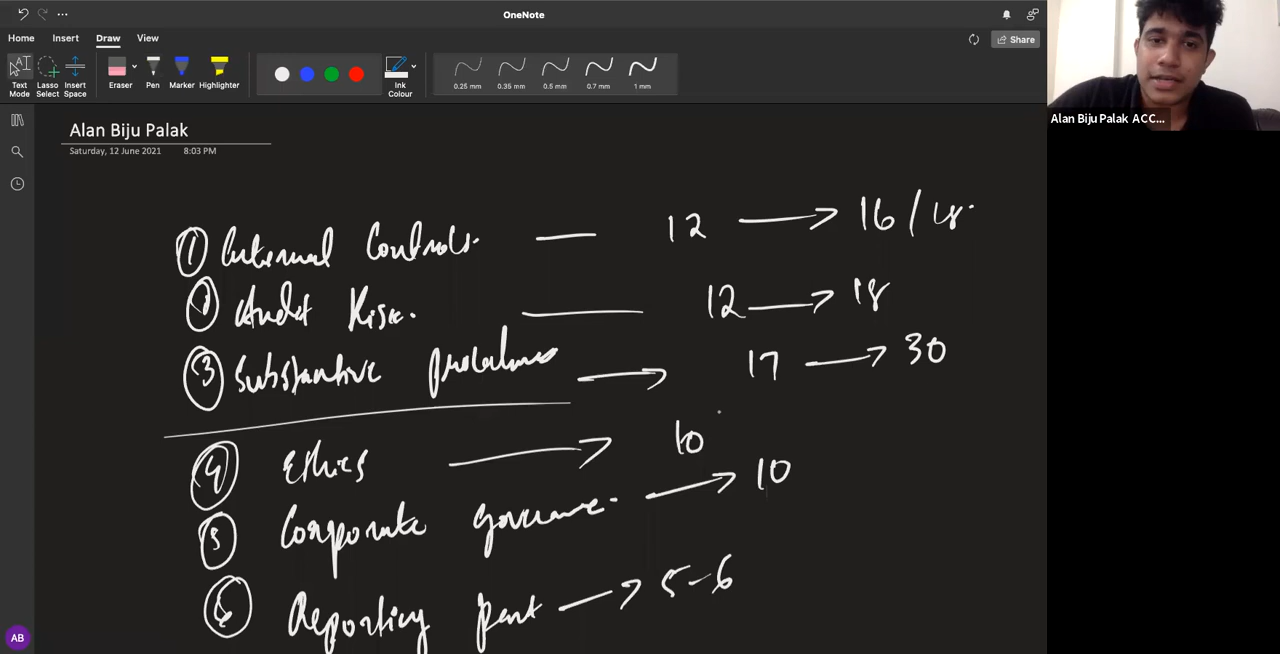 OneNote
Home Insert Draw View
Share
Text Mode
Lasso Select
Insert Space
Eraser
Pen
Marker
Highlighter
Ink Colour
0.25 mm 0.35 mm 0.5 mm 0.7 mm 1 mm
Alan Biju Palak ACC...
Alan Biju Palak
Saturday, 12 June 2021 8:03 PM
① Internal Controls. — 12 → 16 / 18.
② Audit Risk. — 12 → 18
③ Substantive procedures → 17 → 30
④ Ethics → 10
⑤ Corporate governance. → 10
⑥ Reporting part → 5-6
AB